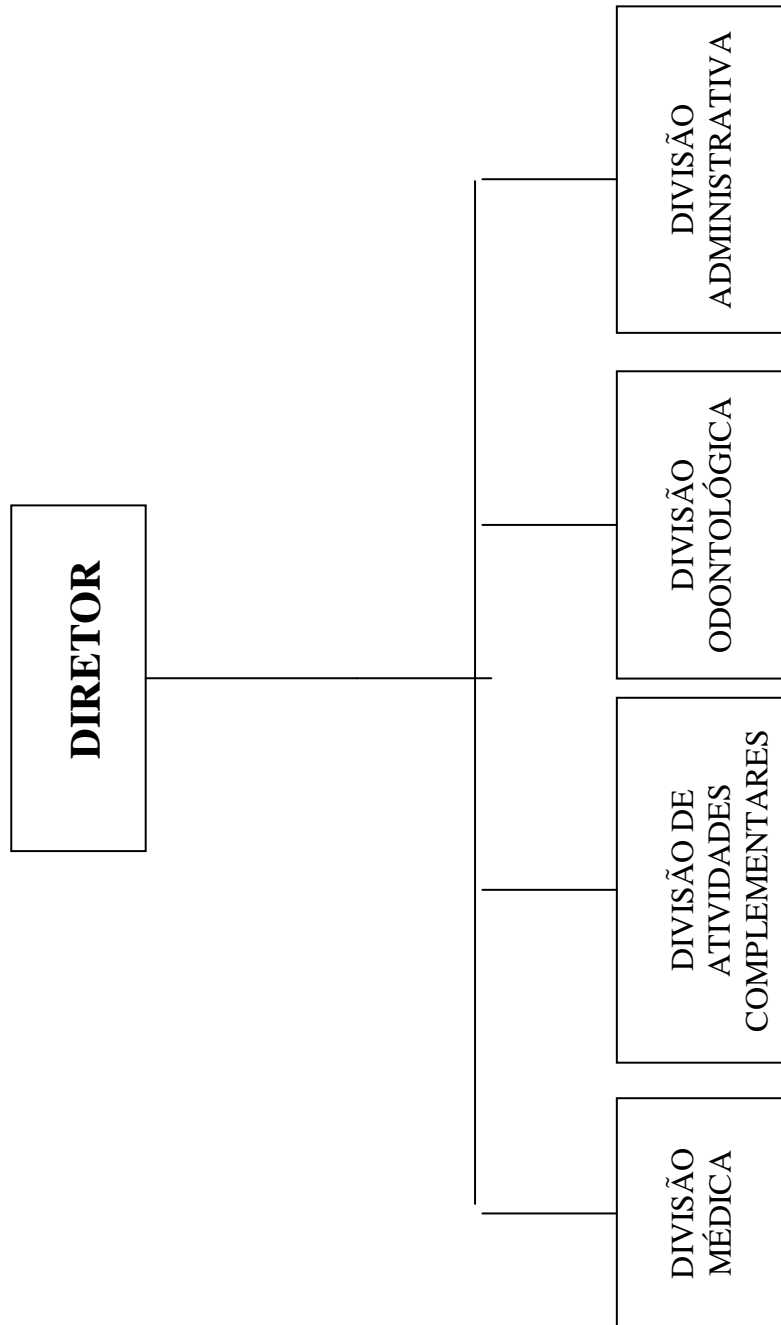 DIRETOR
DIVISÃO
MÉDICA
DIVISÃO DE
ATIVIDADES
COMPLEMENTARES
DIVISÃO
ODONTOLÓGICA
DIVISÃO
ADMINISTRATIVA